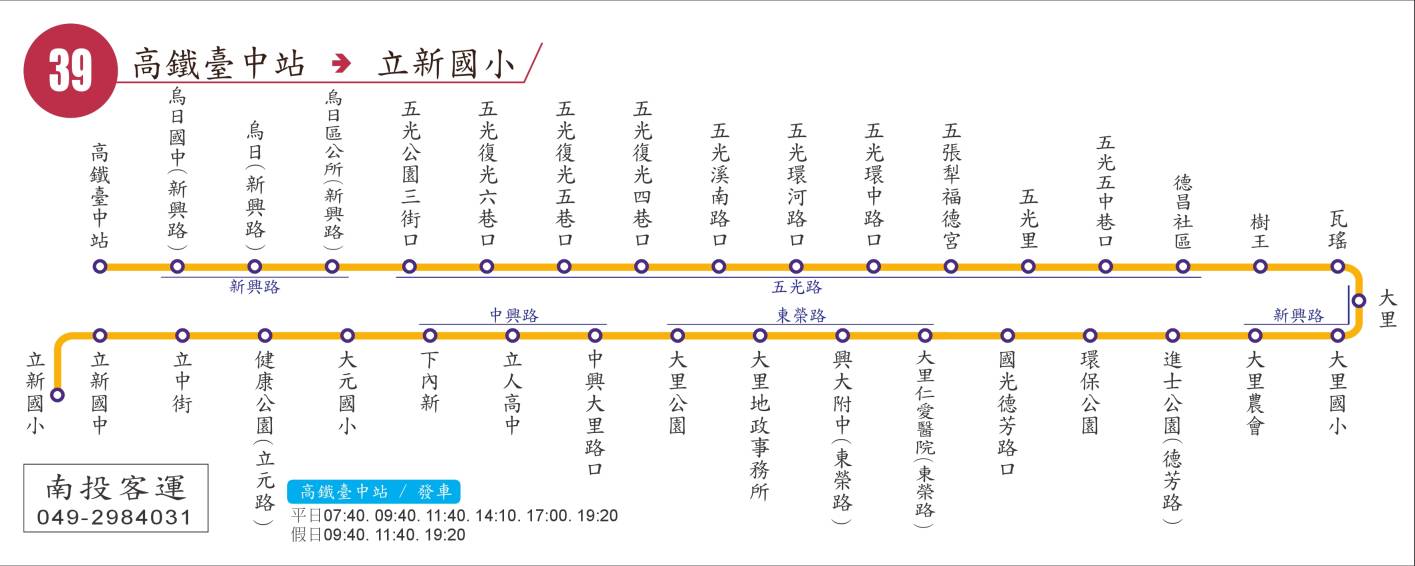 39
高鐵臺中站 ➔ 立新國小
高鐵臺中站
烏日國中(新興路)
烏日(新興路)
烏日區公所(新興路)
五光公園三街口
五光復光六巷口
五光復光五巷口
五光復光四巷口
五光溪南路口
五光環河路口
五光環中路口
五張犁福德宮
五光里
五光五中巷口
德昌社區
樹王
瓦瑤
新興路
五光路
大里
中興路
東榮路
新興路
立新國小
立新國中
立中街
健康公園(立元路)
大元國小
下內新
立人高中
中興大里路口
大里公園
大里地政事務所
興大附中(東榮路)
大里仁愛醫院(東榮路)
國光德芳路口
環保公園
進士公園(德芳路)
大里農會
大里國小
南投客運
049-2984031
高鐵臺中站 / 發車
平日07:40. 09:40. 11:40. 14:10. 17:00. 19:20
假日09:40. 11:40. 19:20